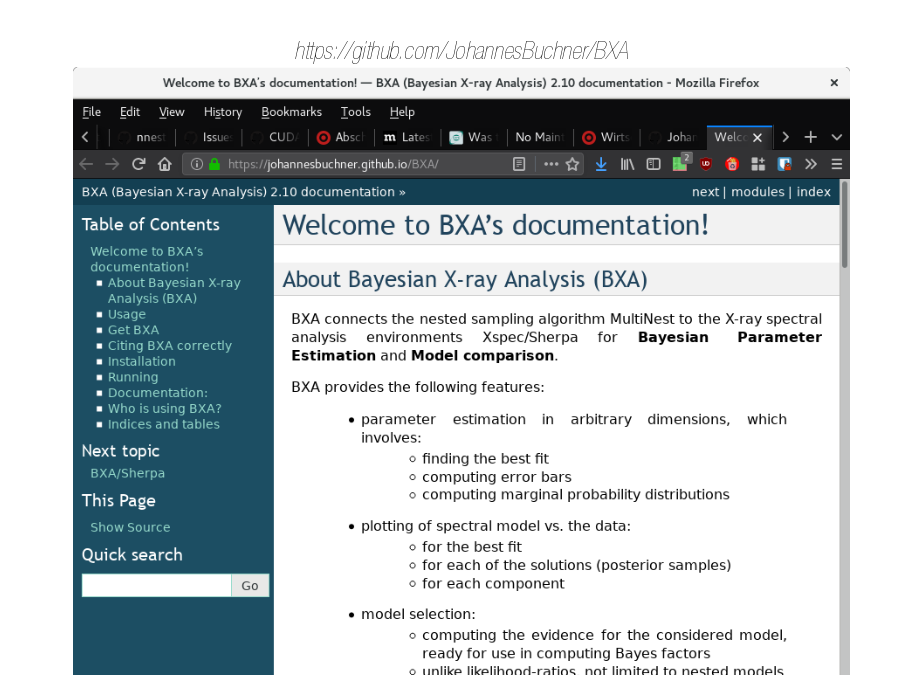 https://github.com/JohannesBuchner/BXA
Welcome to BXA's documentation! — BXA (Bayesian X-ray Analysis) 2.10 documentation - Mozilla Firefox ×
File Edit View History Bookmarks Tools Help
nnest Issue CUD Absc m Lates Was No Maint Wirts Johar Welco ×
https://johannesbuchner.github.io/BXA/ 2
BXA (Bayesian X-ray Analysis) 2.10 documentation » next | modules | index
Table of Contents
Welcome to BXA's
documentation!
About Bayesian X-ray
Analysis (BXA)
Usage
Get BXA
Citing BXA correctly
Installation
Running
Documentation:
Who is using BXA?
Indices and tables
Next topic
BXA/Sherpa
This Page
Show Source
Quick search
Go
Welcome to BXA's documentation!
About Bayesian X-ray Analysis (BXA)
BXA connects the nested sampling algorithm MultiNest to the X-ray spectral
analysis environments Xspec/Sherpa for Bayesian Parameter
Estimation and Model comparison.
BXA provides the following features:
• parameter estimation in arbitrary dimensions, which
involves:
◦ finding the best fit
◦ computing error bars
◦ computing marginal probability distributions
• plotting of spectral model vs. the data:
◦ for the best fit
◦ for each of the solutions (posterior samples)
◦ for each component
• model selection:
◦ computing the evidence for the considered model,
ready for use in computing Bayes factors
◦ unlike likelihood-ratios, not limited to nested models